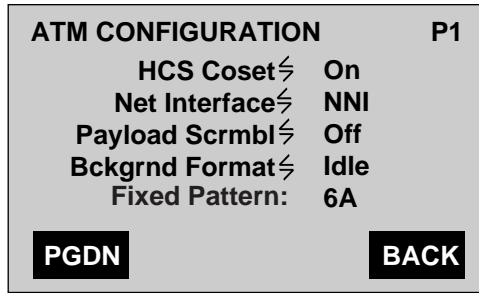 ATM CONFIGURATION P1
HCS Coset On
Net Interface NNI
Payload Scrmbl Off
Bckgrnd Format Idle
Fixed Pattern: 6A
PGDN BACK